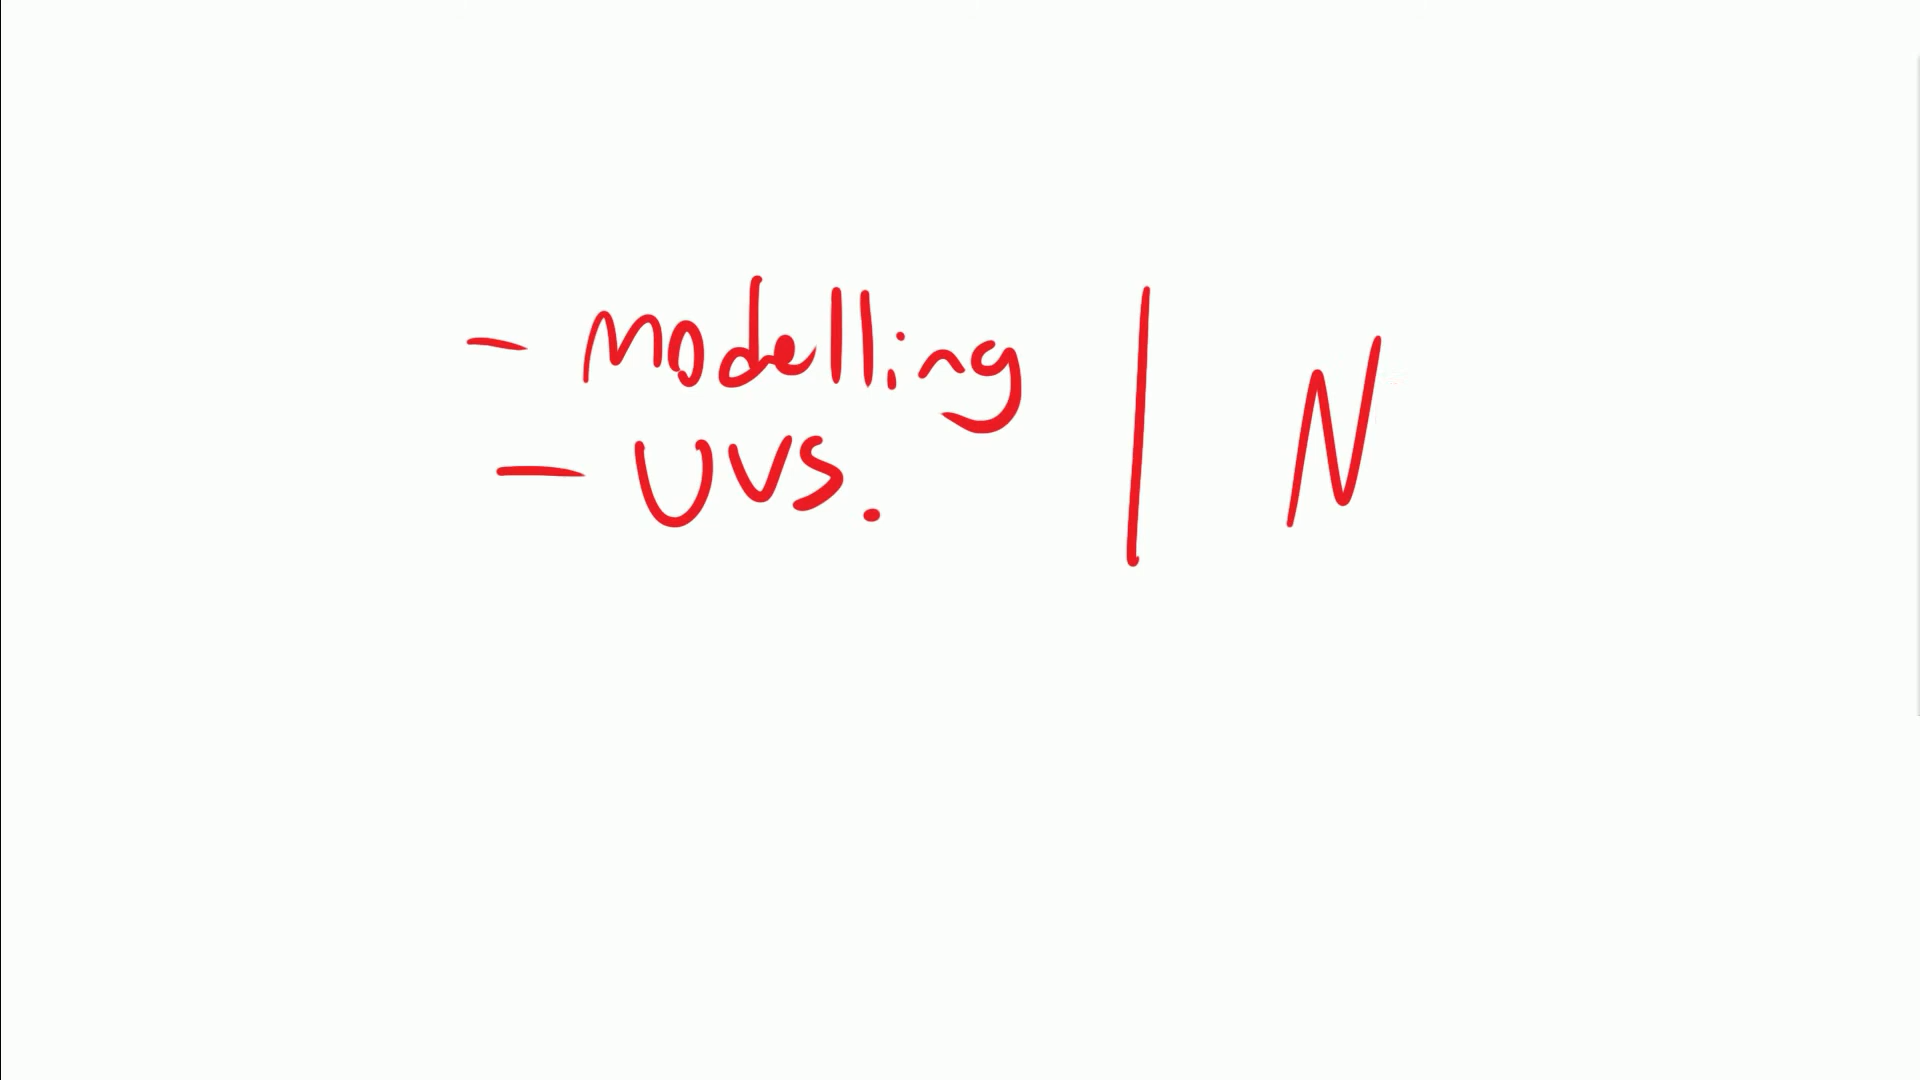 - Modelling | N
- UVS.